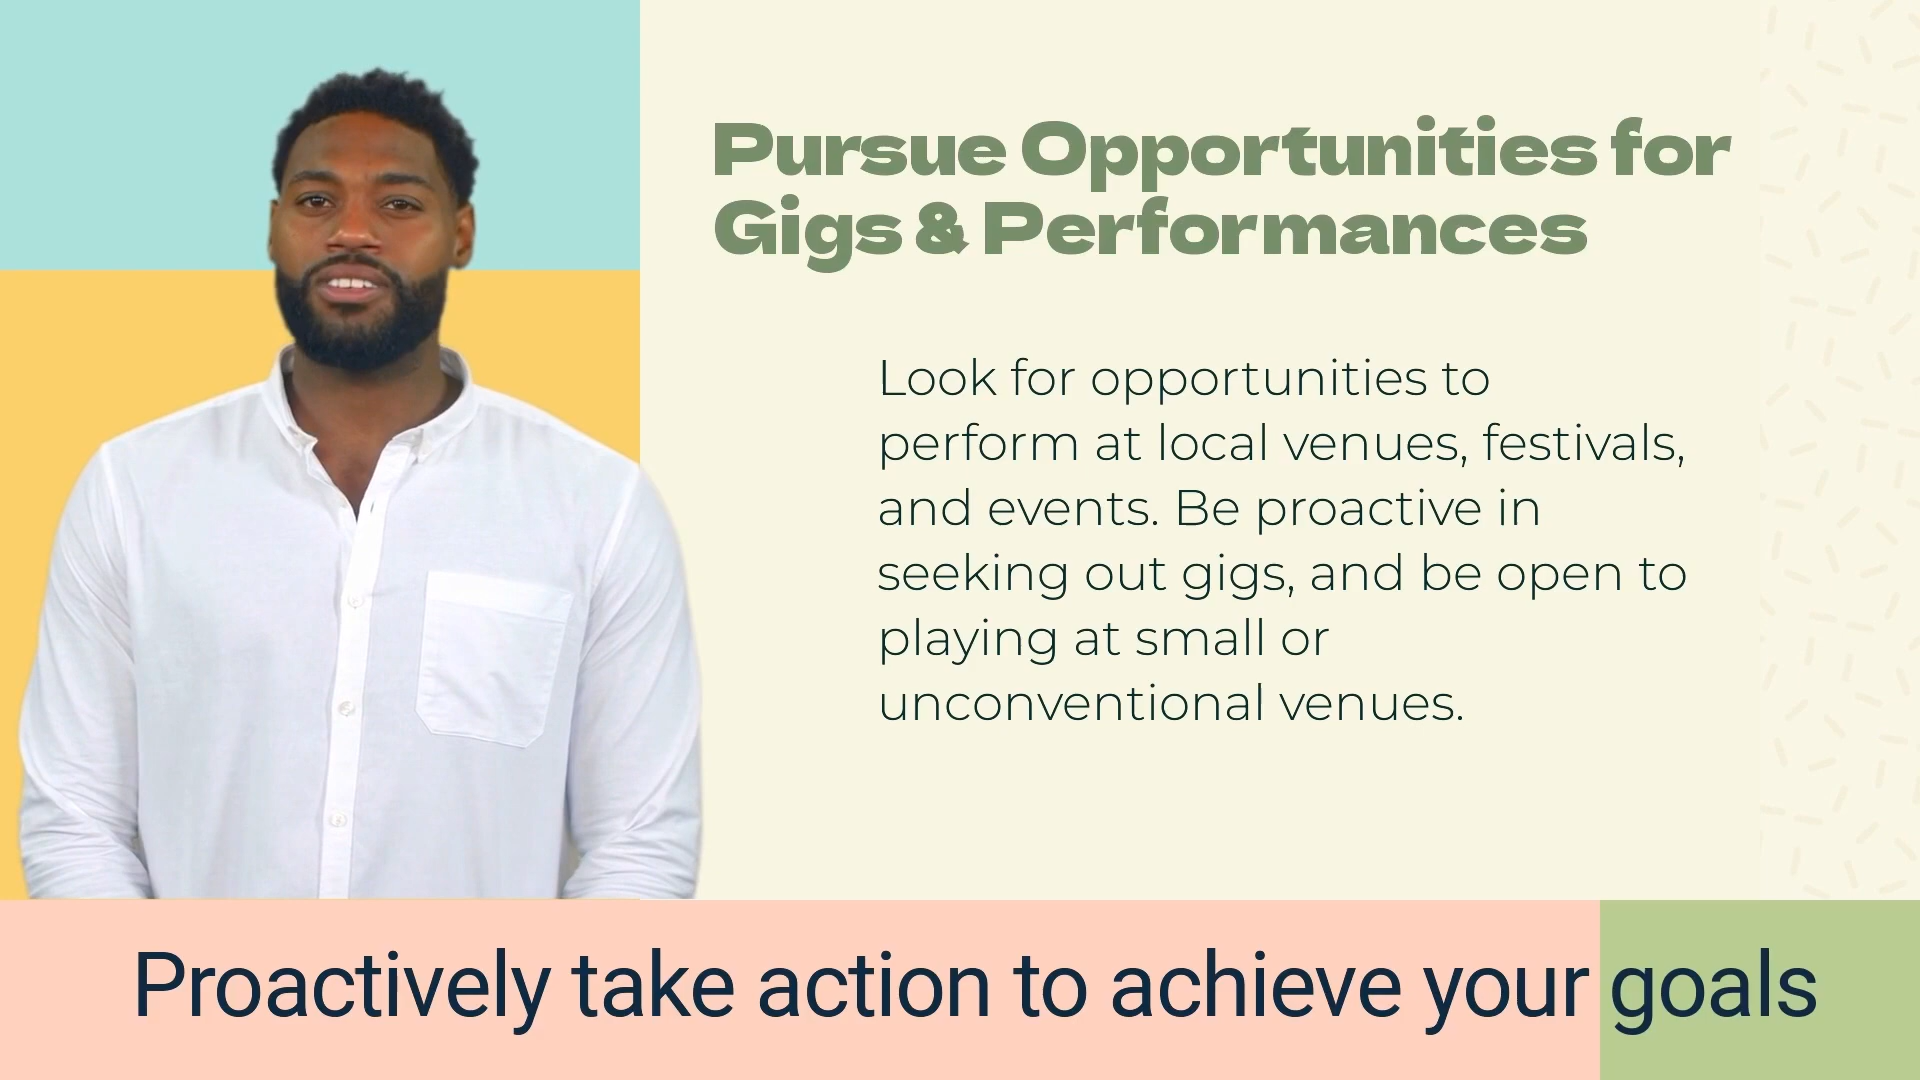 Pursue Opportunities for
Gigs & Performances
Look for opportunities to
perform at local venues, festivals,
and events. Be proactive in
seeking out gigs, and be open to
playing at small or
unconventional venues.
Proactively take action to achieve your goals